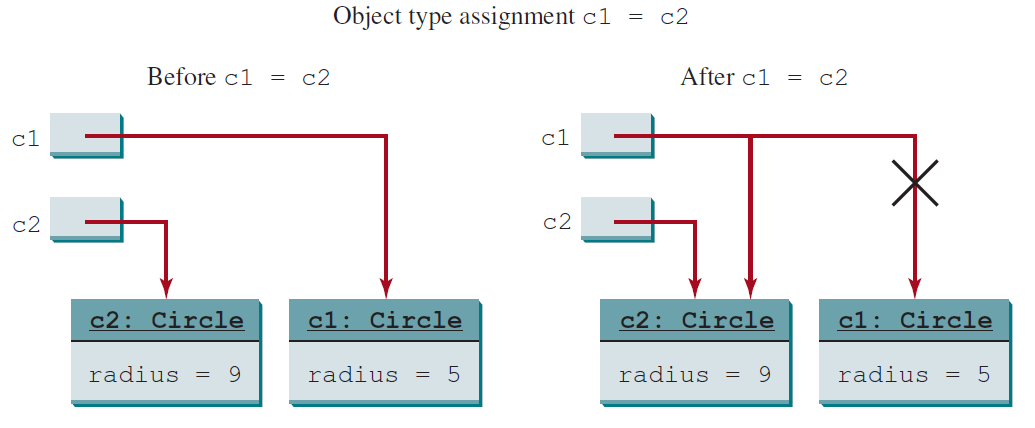 Object type assignment c1 = c2
Before c1 = c2
c1
c2
c2: Circle
radius = 9
c1: Circle
radius = 5
After c1 = c2
c1
c2
c2: Circle
radius = 9
c1: Circle
radius = 5